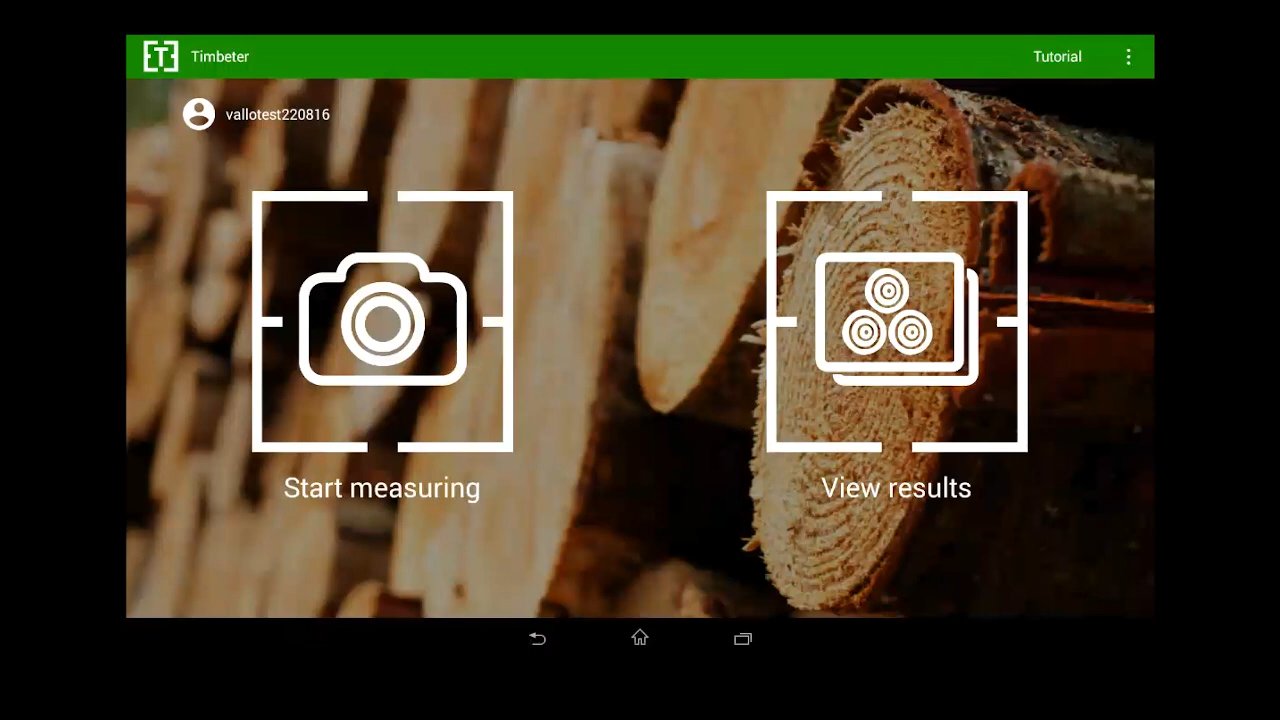 T Timbeter
Tutorial
vallotest220816
Start measuring
View results